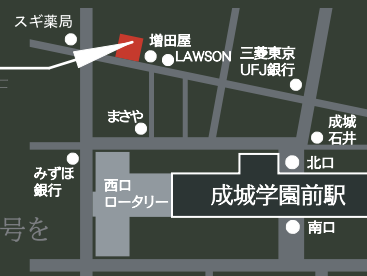 スギ薬局
増田屋
LAWSON
三菱東京
UFJ銀行
まさや
成城
石井
みずほ
銀行
西口
ロータリー
北口
成城学園前駅
南口
号を